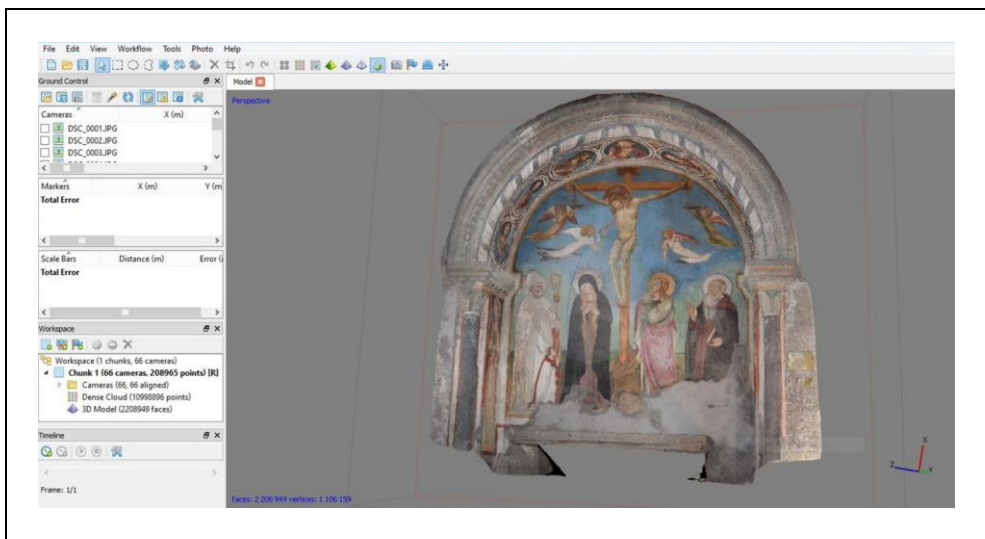 File Edit View Workflow Tools Photo Help
Ground Control
Model
Perspective
Cameras X (m)
DSC_0001.JPG
DSC_0002.JPG
DSC_0003.JPG
Markers X (m) Y (m
Total Error
Scale Bars Distance (m) Error (
Total Error
Workspace
Workspace (1 chunks, 66 cameras)
Chunk 1 (66 cameras, 208965 points) [R]
Cameras (66, 66 aligned)
Dense Cloud (10998896 points)
3D Model (2208949 faces)
Timeline
Frame: 1/1
faces: 2 208 949 vertices: 1 106 159
X
Z
Y